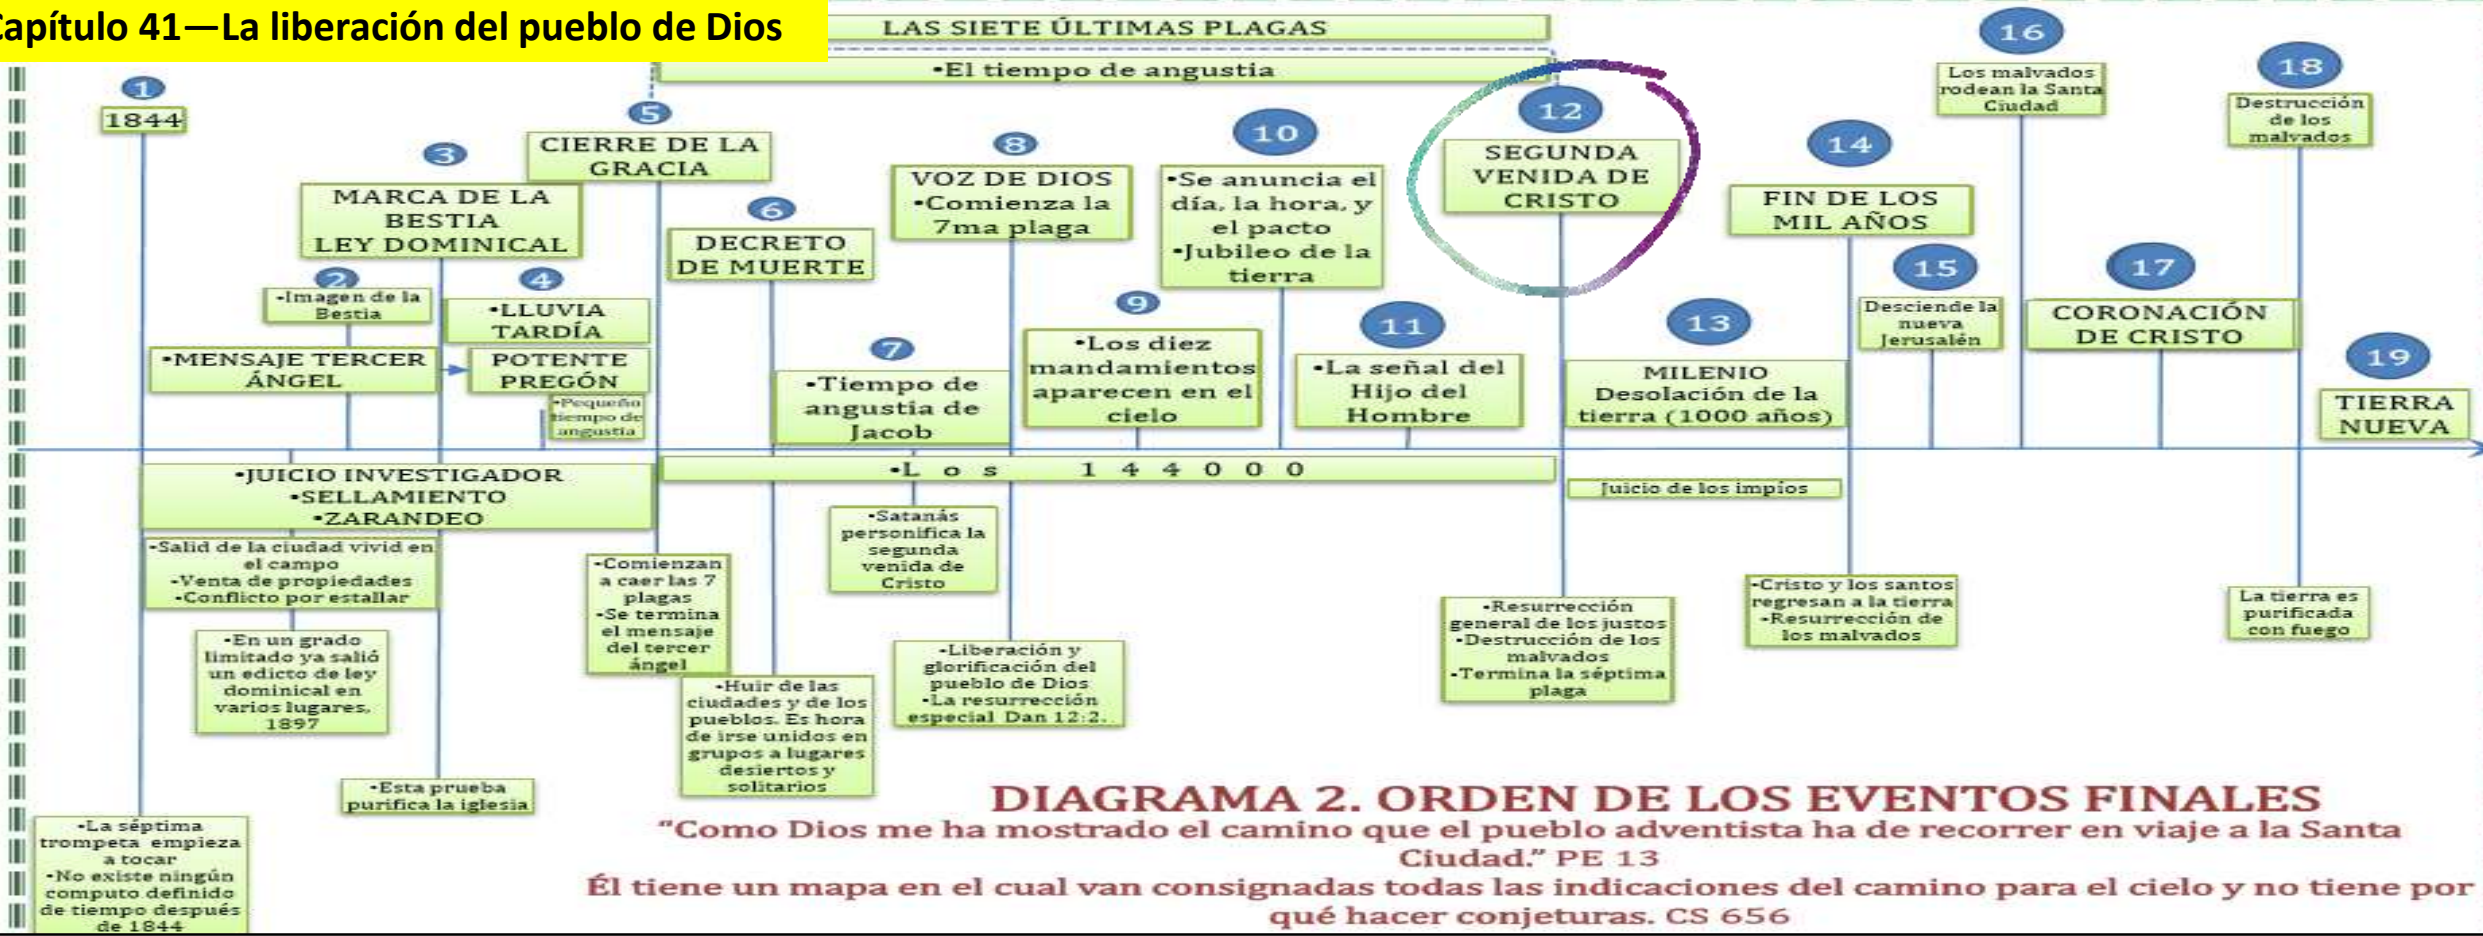 Capítulo 41—La liberación del pueblo de Dios
LAS SIETE ÚLTIMAS PLAGAS
•El tiempo de angustia
1
1844
2
•Imagen de la
Bestia
•MENSAJE TERCER
ÁNGEL
3
MARCA DE LA
BESTIA
LEY DOMINICAL
4
•LLUVIA
TARDÍA
POTENTE
PREGÓN
•Pequeño
tiempo de
angustia
5
CIERRE DE LA
GRACIA
6
DECRETO
DE MUERTE
7
•Tiempo de
angustia de
Jacob
8
VOZ DE DIOS
•Comienza la
7ma plaga
9
•Los diez
mandamientos
aparecen en el
cielo
10
•Se anuncia el
día, la hora, y
el pacto
•Jubileo de la
tierra
11
•La señal del
Hijo del
Hombre
12
SEGUNDA
VENIDA DE
CRISTO
13
MILENIO
Desolación de la
tierra (1000 años)
14
FIN DE LOS
MIL AÑOS
15
Desciende la
nueva
Jerusalén
16
Los malvados
rodean la Santa
Ciudad
17
CORONACIÓN
DE CRISTO
18
Destrucción
de los
malvados
19
TIERRA
NUEVA
•JUICIO INVESTIGADOR
•SELLAMIENTO
•ZARANDEO
•L o s 1 4 4 0 0 0
Juicio de los impíos
•Salid de la ciudad vivid en
el campo
•Venta de propiedades
•Conflicto por estallar
•En un grado
limitado ya salió
un edicto de ley
dominical en
varios lugares,
1897
•Esta prueba
purifica la iglesia
•La séptima
trompeta empieza
a tocar
•No existe ningún
computo definido
de tiempo después
de 1844
•Comienzan
a caer las 7
plagas
•Se termina
el mensaje
del tercer
ángel
•Huir de las
ciudades y de los
pueblos. Es hora
de irse unidos en
grupos a lugares
desiertos y
solitarios
•Satanás
personifica la
segunda
venida de
Cristo
•Liberación y
glorificación del
pueblo de Dios
•La resurrección
especial Dan 12:2.
•Resurrección
general de los justos
•Destrucción de los
malvados
•Termina la séptima
plaga
•Cristo y los santos
regresan a la tierra
•Resurrección de
los malvados
La tierra es
purificada
con fuego
DIAGRAMA 2. ORDEN DE LOS EVENTOS FINALES
"Como Dios me ha mostrado el camino que el pueblo adventista ha de recorrer en viaje a la Santa
Ciudad." PE 13
Él tiene un mapa en el cual van consignadas todas las indicaciones del camino para el cielo y no tiene por
qué hacer conjeturas. CS 656